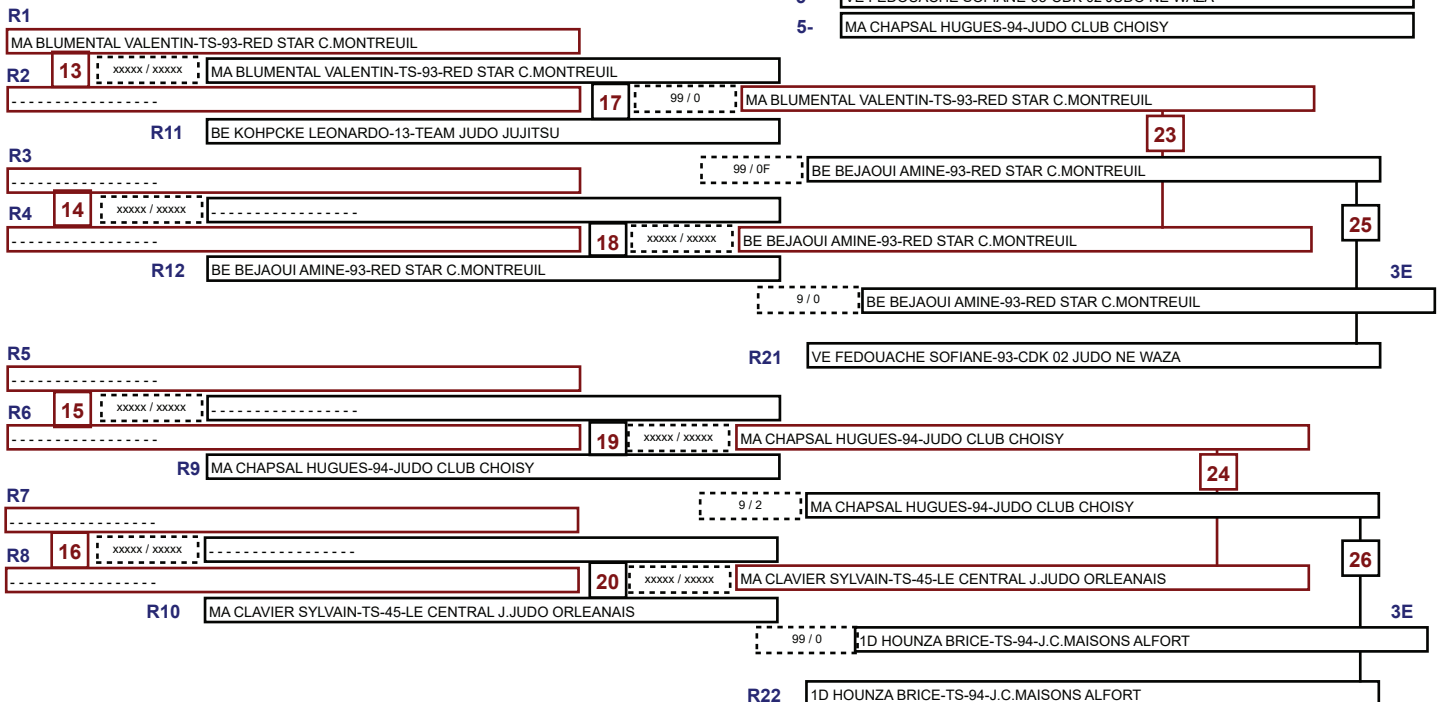 VE FEDOUACHE SOFIANE-93-CDK 02 JUDO NE WAZA
R1
5- MA CHAPSAL HUGUES-94-JUDO CLUB CHOISY
MA BLUMENTAL VALENTIN-TS-93-RED STAR C.MONTREUIL
R2 13 xxxxx / xxxxx MA BLUMENTAL VALENTIN-TS-93-RED STAR C.MONTREUIL
- - - - - - - - - - - - - - - - - 17 99 / 0 MA BLUMENTAL VALENTIN-TS-93-RED STAR C.MONTREUIL
R11 BE KOHPCKE LEONARDO-13-TEAM JUDO JUJITSU
23
R3
99 / 0F BE BEJAOUI AMINE-93-RED STAR C.MONTREUIL
- - - - - - - - - - - - - - - - -
R4 14 xxxxx / xxxxx - - - - - - - - - - - - - - - - -
25
- - - - - - - - - - - - - - - - - 18 xxxxx / xxxxx BE BEJAOUI AMINE-93-RED STAR C.MONTREUIL
R12 BE BEJAOUI AMINE-93-RED STAR C.MONTREUIL
3E
9 / 0 BE BEJAOUI AMINE-93-RED STAR C.MONTREUIL
R5
R21 VE FEDOUACHE SOFIANE-93-CDK 02 JUDO NE WAZA
- - - - - - - - - - - - - - - - -
R6 15 xxxxx / xxxxx - - - - - - - - - - - - - - - - -
- - - - - - - - - - - - - - - - - 19 xxxxx / xxxxx MA CHAPSAL HUGUES-94-JUDO CLUB CHOISY
R9 MA CHAPSAL HUGUES-94-JUDO CLUB CHOISY
24
R7
9 / 2 MA CHAPSAL HUGUES-94-JUDO CLUB CHOISY
- - - - - - - - - - - - - - - - -
R8 16 xxxxx / xxxxx - - - - - - - - - - - - - - - - -
26
- - - - - - - - - - - - - - - - - 20 xxxxx / xxxxx MA CLAVIER SYLVAIN-TS-45-LE CENTRAL J.JUDO ORLEANAIS
R10 MA CLAVIER SYLVAIN-TS-45-LE CENTRAL J.JUDO ORLEANAIS
3E
99 / 0 1D HOUNZA BRICE-TS-94-J.C.MAISONS ALFORT
R22 1D HOUNZA BRICE-TS-94-J.C.MAISONS ALFORT